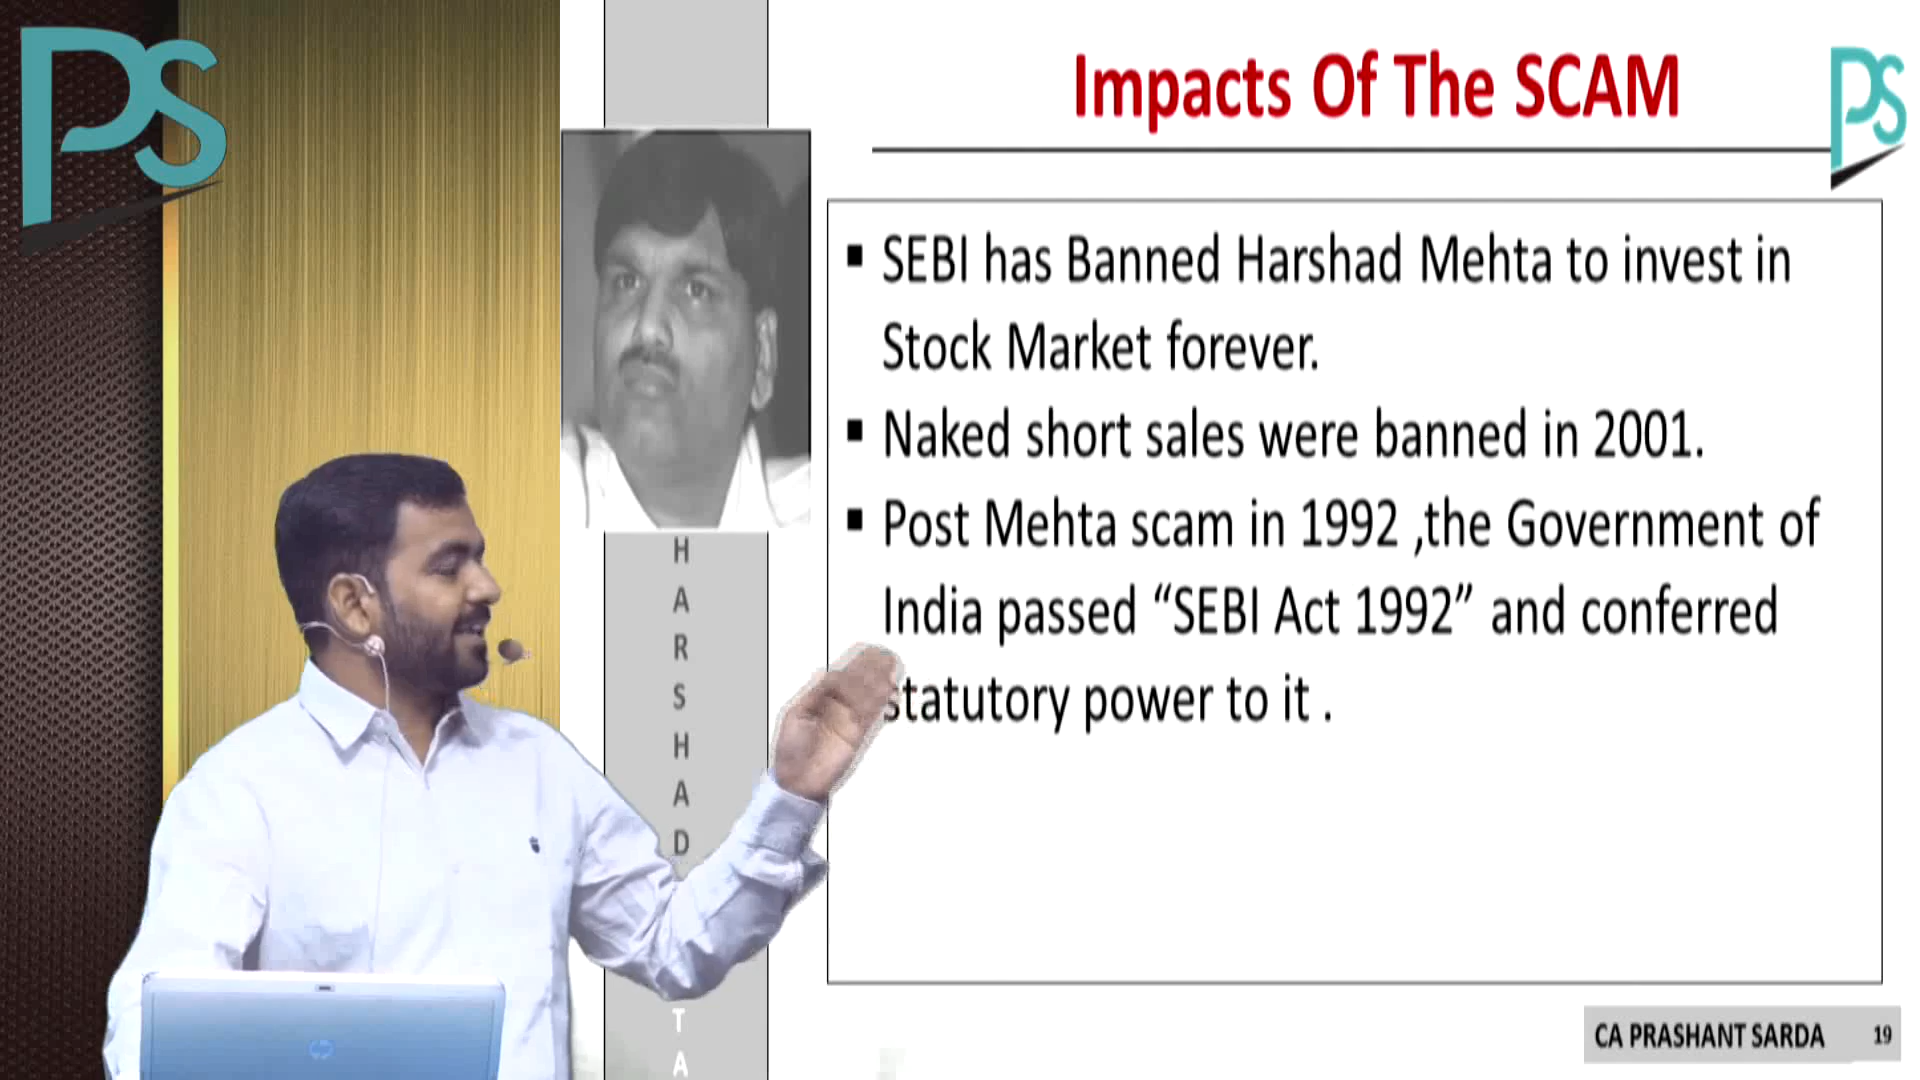 PS
Impacts Of The SCAM
PS
▪ SEBI has Banned Harshad Mehta to invest in
Stock Market forever.
▪ Naked short sales were banned in 2001.
▪ Post Mehta scam in 1992 ,the Government of
India passed “SEBI Act 1992” and conferred
statutory power to it .
H
A
R
S
H
A
D
T
A
hp
CA PRASHANT SARDA 19